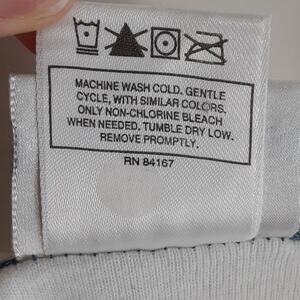 MACHINE WASH COLD. GENTLE
CYCLE, WITH SIMILAR COLORS.
ONLY NON-CHLORINE BLEACH
WHEN NEEDED. TUMBLE DRY LOW.
REMOVE PROMPTLY.
RN 84167